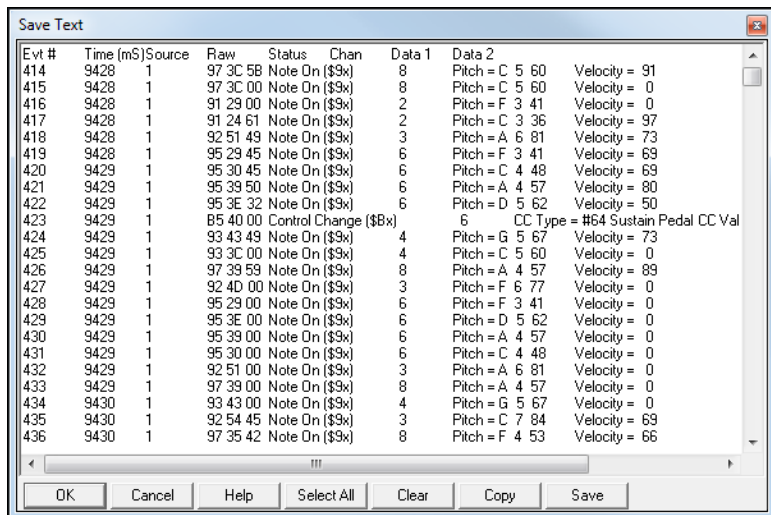 Save Text
Evt # Time (mS)Source Raw Status Chan Data 1 Data 2
414 9428 1 97 3C 5B Note On ($9x) 8 Pitch = C 5 60 Velocity = 91
415 9428 1 97 3C 00 Note On ($9x) 8 Pitch = C 5 60 Velocity = 0
416 9428 1 91 29 00 Note On ($9x) 2 Pitch = F 3 41 Velocity = 0
417 9428 1 91 24 61 Note On ($9x) 2 Pitch = C 3 36 Velocity = 97
418 9428 1 92 51 49 Note On ($9x) 3 Pitch = A 6 81 Velocity = 73
419 9428 1 95 29 45 Note On ($9x) 6 Pitch = F 3 41 Velocity = 69
420 9429 1 95 30 45 Note On ($9x) 6 Pitch = C 4 48 Velocity = 69
421 9429 1 95 39 50 Note On ($9x) 6 Pitch = A 4 57 Velocity = 80
422 9429 1 95 3E 32 Note On ($9x) 6 Pitch = D 5 62 Velocity = 50
423 9429 1 B5 40 00 Control Change ($Bx) 6 CC Type = #64 Sustain Pedal CC Val
424 9429 1 93 43 49 Note On ($9x) 4 Pitch = G 5 67 Velocity = 73
425 9429 1 93 3C 00 Note On ($9x) 4 Pitch = C 5 60 Velocity = 0
426 9429 1 97 39 59 Note On ($9x) 8 Pitch = A 4 57 Velocity = 89
427 9429 1 92 4D 00 Note On ($9x) 3 Pitch = F 6 77 Velocity = 0
428 9429 1 95 29 00 Note On ($9x) 6 Pitch = F 3 41 Velocity = 0
429 9429 1 95 3E 00 Note On ($9x) 6 Pitch = D 5 62 Velocity = 0
430 9429 1 95 39 00 Note On ($9x) 6 Pitch = A 4 57 Velocity = 0
431 9429 1 95 30 00 Note On ($9x) 6 Pitch = C 4 48 Velocity = 0
432 9429 1 92 51 00 Note On ($9x) 3 Pitch = A 6 81 Velocity = 0
433 9429 1 97 39 00 Note On ($9x) 8 Pitch = A 4 57 Velocity = 0
434 9430 1 93 43 00 Note On ($9x) 4 Pitch = G 5 67 Velocity = 0
435 9430 1 92 54 45 Note On ($9x) 3 Pitch = C 7 84 Velocity = 69
436 9430 1 97 35 42 Note On ($9x) 8 Pitch = F 4 53 Velocity = 66
OK Cancel Help Select All Clear Copy Save